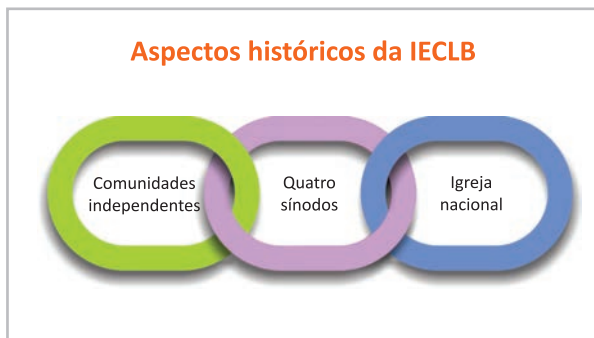 Aspectos históricos da IECLB
Comunidades
independentes
Quatro
sínodos
Igreja
nacional